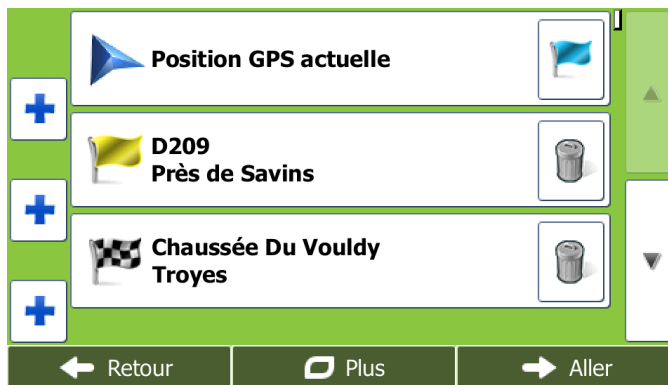 Position GPS actuelle
D209
Près de Savins
Chaussée Du Vouldy
Troyes
Retour
Plus
Aller